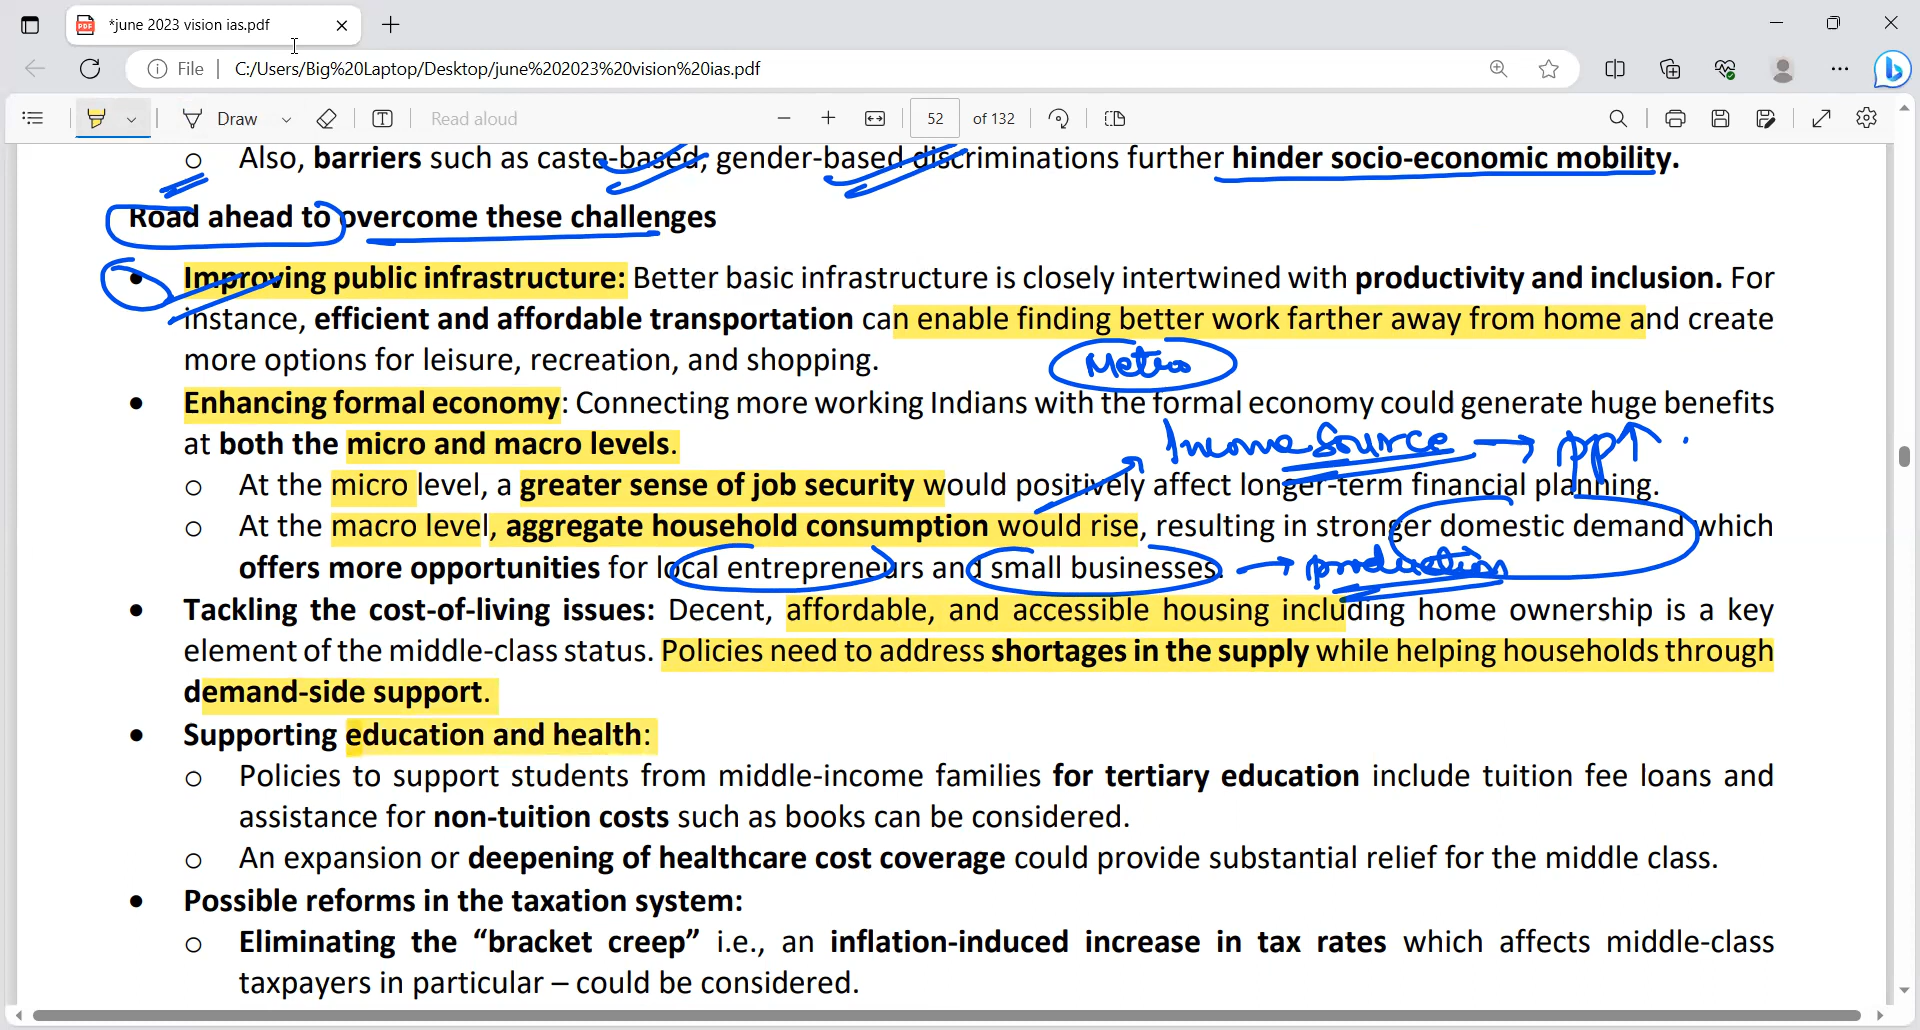 *june 2023 vision ias.pdf
File | C:/Users/Big%20Laptop/Desktop/june%202023%20vision%20ias.pdf
Draw Read aloud 52 of 132
o Also, barriers such as caste-based, gender-based discriminations further hinder socio-economic mobility.
Road ahead to overcome these challenges
• Improving public infrastructure: Better basic infrastructure is closely intertwined with productivity and inclusion. For
instance, efficient and affordable transportation can enable finding better work farther away from home and create
more options for leisure, recreation, and shopping.
Metro
• Enhancing formal economy: Connecting more working Indians with the formal economy could generate huge benefits
at both the micro and macro levels.
Income Source → pp↑
o At the micro level, a greater sense of job security would positively affect longer-term financial planning.
o At the macro level, aggregate household consumption would rise, resulting in stronger domestic demand which
offers more opportunities for local entrepreneurs and small businesses. → production
• Tackling the cost-of-living issues: Decent, affordable, and accessible housing including home ownership is a key
element of the middle-class status. Policies need to address shortages in the supply while helping households through
demand-side support.
• Supporting education and health:
o Policies to support students from middle-income families for tertiary education include tuition fee loans and
assistance for non-tuition costs such as books can be considered.
o An expansion or deepening of healthcare cost coverage could provide substantial relief for the middle class.
• Possible reforms in the taxation system:
o Eliminating the “bracket creep” i.e., an inflation-induced increase in tax rates which affects middle-class
taxpayers in particular – could be considered.